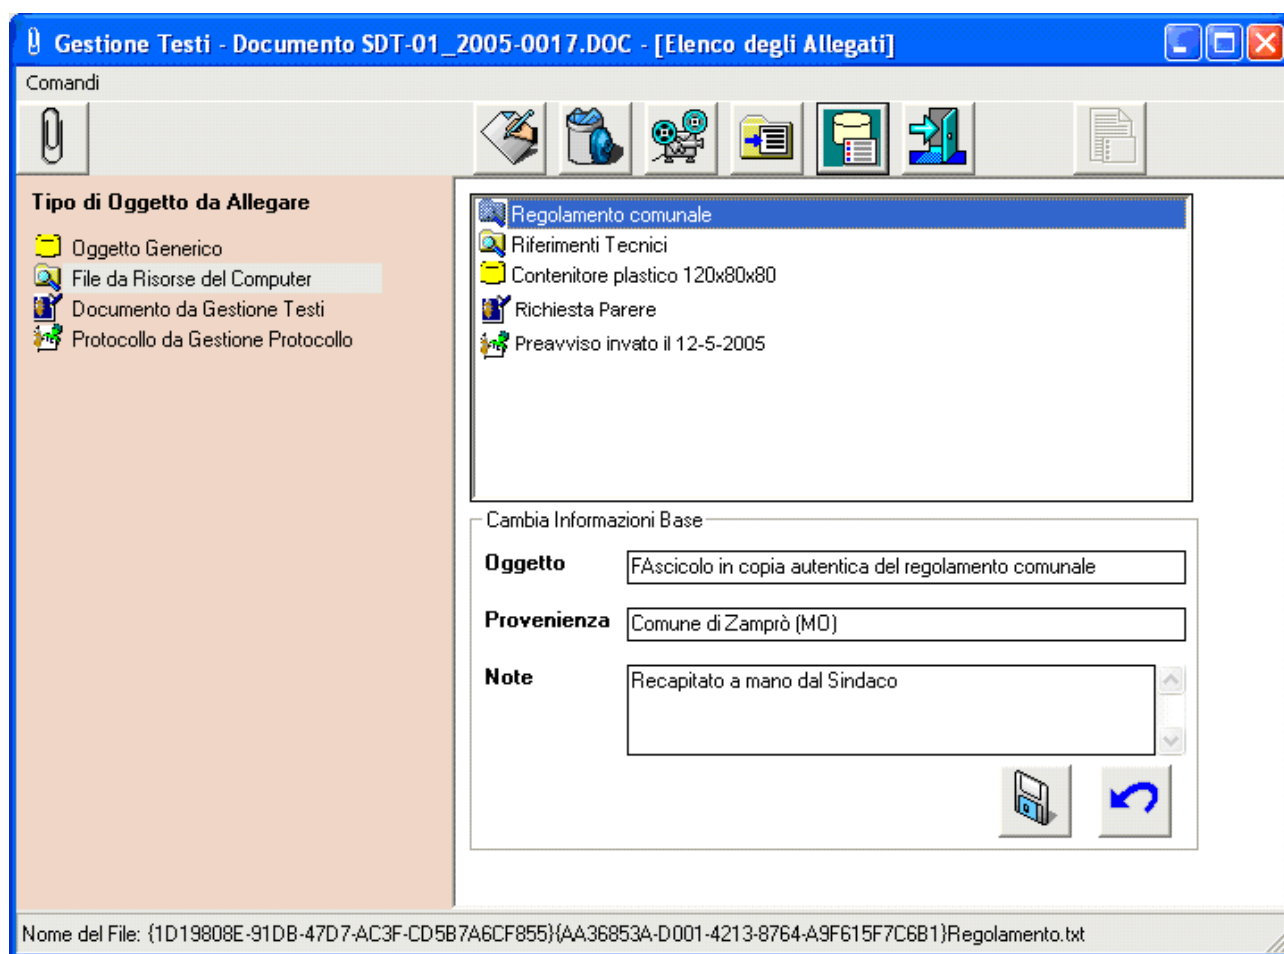 Gestione Testi - Documento SDT-01_2005-0017.DOC - [Elenco degli Allegati]
Comandi
Tipo di Oggetto da Allegare
Oggetto Generico
File da Risorse del Computer
Documento da Gestione Testi
Protocollo da Gestione Protocollo
Regolamento comunale
Riferimenti Tecnici
Contenitore plastico 120x80x80
Richiesta Parere
Preavviso invato il 12-5-2005
Cambia Informazioni Base
Oggetto FAscicolo in copia autentica del regolamento comunale
Provenienza Comune di Zamprò (MO)
Note Recapitato a mano dal Sindaco
Nome del File: {1D19808E-91DB-47D7-AC3F-CD5B7A6CF855}{AA36853A-D001-4213-8764-A9F615F7C6B1}Regolamento.txt